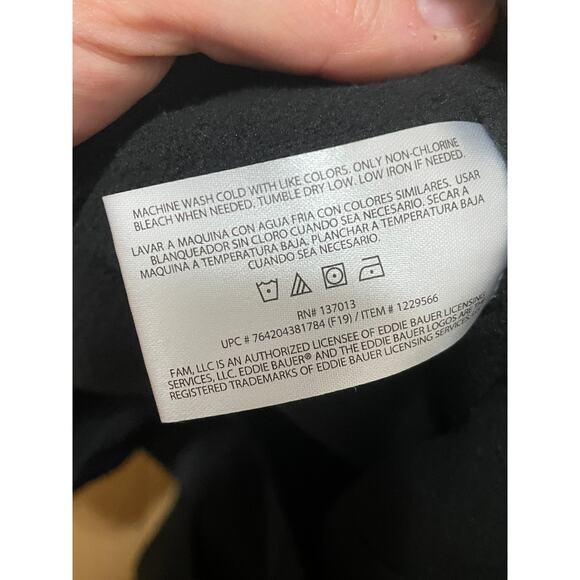 MACHINE WASH COLD WITH LIKE COLORS. ONLY NON-CHLORINE
BLEACH WHEN NEEDED. TUMBLE DRY LOW. LOW IRON IF NEEDED.
LAVAR A MAQUINA CON AGUA FRIA CON COLORES SIMILARES. USAR
BLANQUEADOR SIN CLORO CUANDO SEA NECESARIO. SECAR A
MAQUINA A TEMPERATURA BAJA. PLANCHAR A TEMPERATURA BAJA
CUANDO SEA NECESARIO.
RN# 137013
UPC # 764204381784 (F19) / ITEM # 1229566
FAM, LLC IS AN AUTHORIZED LICENSEE OF EDDIE BAUER LICENSING
SERVICES, LLC. EDDIE BAUER® AND THE EDDIE BAUER LOGOS ARE
REGISTERED TRADEMARKS OF EDDIE BAUER LICENSING SERVICES,